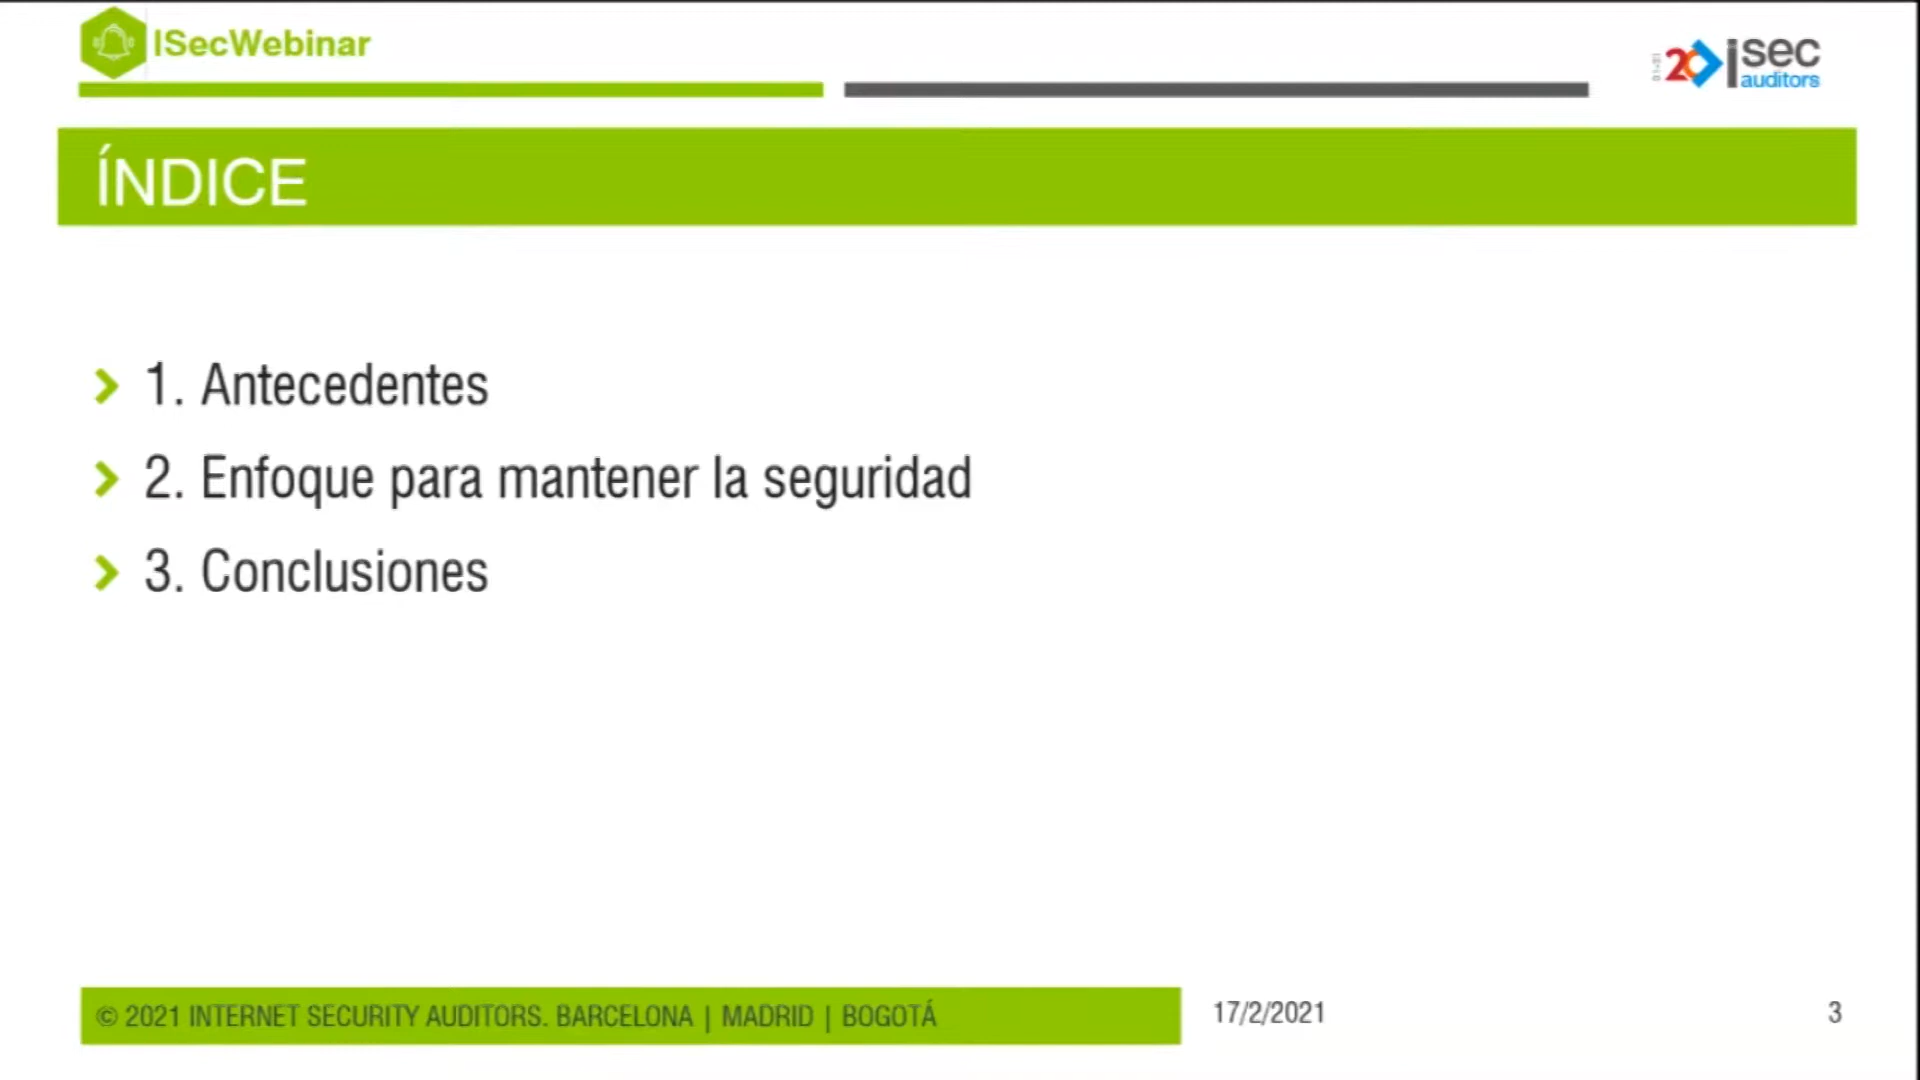 ISecWebinar
20 isec
auditors
ÍNDICE
1. Antecedentes
2. Enfoque para mantener la seguridad
3. Conclusiones
© 2021 INTERNET SECURITY AUDITORS. BARCELONA | MADRID | BOGOTÁ
17/2/2021
3